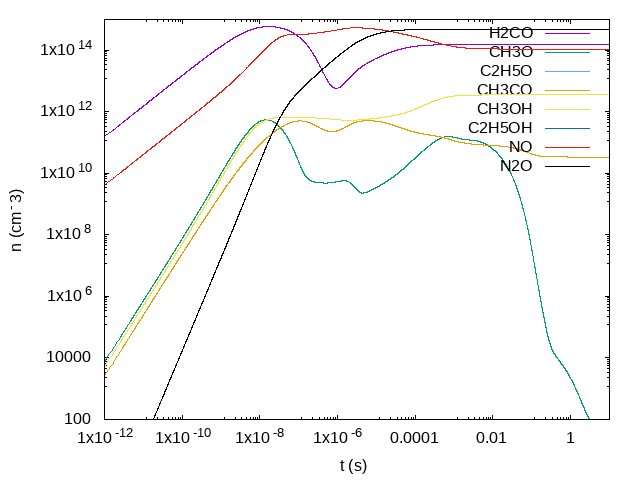 1x10 14
1x10 12
1x10 10
1x10 8
1x10 6
10000
100
n (cm- 3)
H2CO
CH3O
C2H5O
CH3CO
CH3OH
C2H5OH
NO
N2O
1x10 -12 1x10 -10 1x10 -8 1x10 -6 0.0001 0.01 1
t (s)